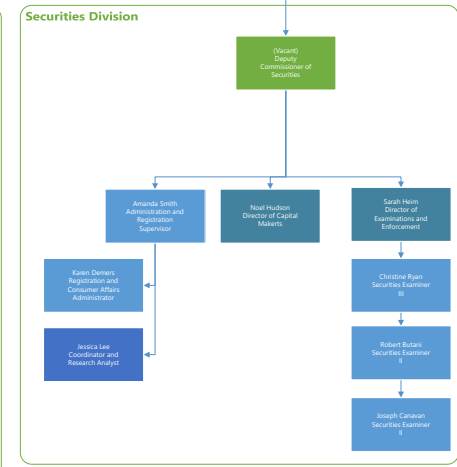 Securities Division
(Vacant)
Deputy
Commissioner of
Securities
Amanda Smith
Administration and
Registration
Supervisor
Noel Hudson
Director of Capital
Makerts
Sarah Heim
Director of
Examinations and
Enforcement
Karen Demers
Registration and
Consumer Affairs
Administrator
Christine Ryan
Securities Examiner
III
Jessica Lee
Coordinator and
Research Analyst
Robert Butani
Securities Examiner
II
Joseph Canavan
Securities Examiner
II